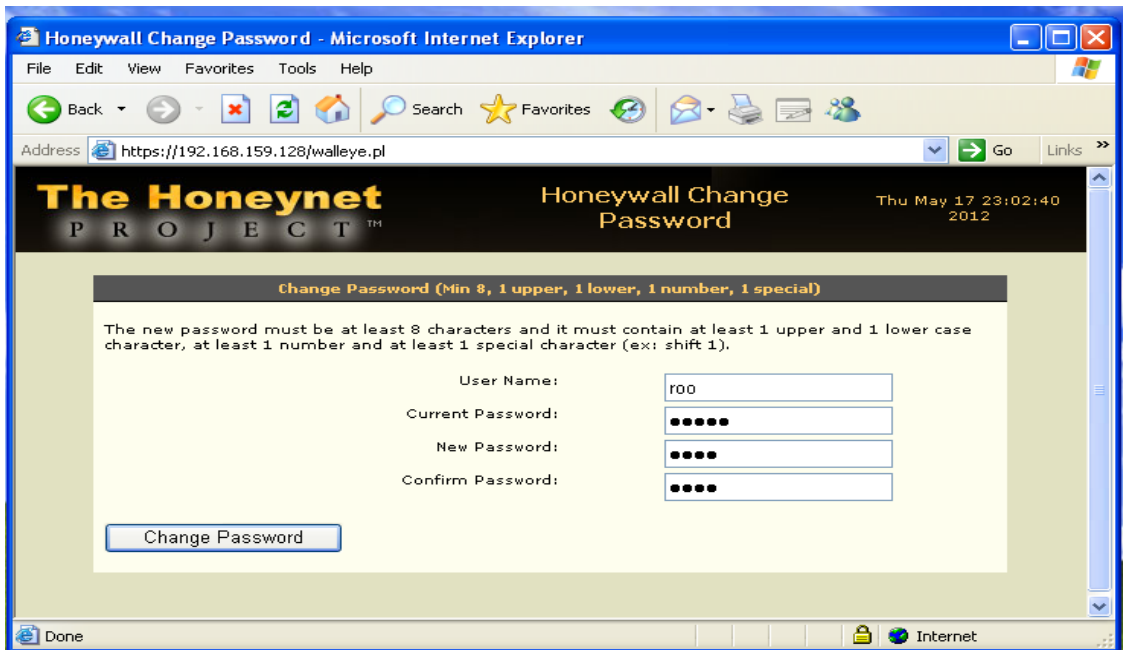 Honeywall Change Password - Microsoft Internet Explorer
File Edit View Favorites Tools Help
Back Search Favorites
Address https://192.168.159.128/walleye.pl Go Links »
The Honeynet
PROJECT™
Honeywall Change
Password
Thu May 17 23:02:40
2012
Change Password (Min 8, 1 upper, 1 lower, 1 number, 1 special)
The new password must be at least 8 characters and it must contain at least 1 upper and 1 lower case
character, at least 1 number and at least 1 special character (ex: shift 1).
User Name: roo
Current Password: •••••
New Password: ••••
Confirm Password: ••••
Change Password
Done Internet